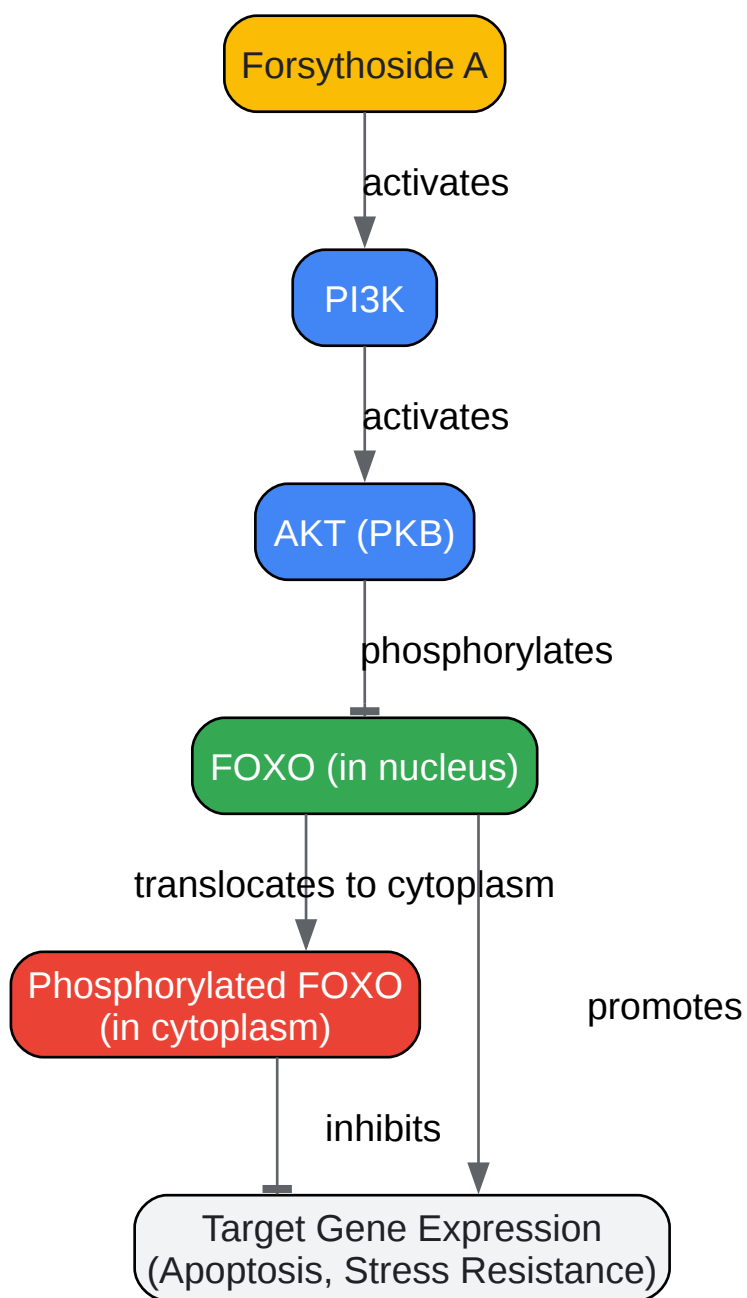 Forsythoside A
activates
PI3K
activates
AKT (PKB)
phosphorylates
FOXO (in nucleus)
translocates to cytoplasm
Phosphorylated FOXO
(in cytoplasm)
promotes
inhibits
Target Gene Expression
(Apoptosis, Stress Resistance)